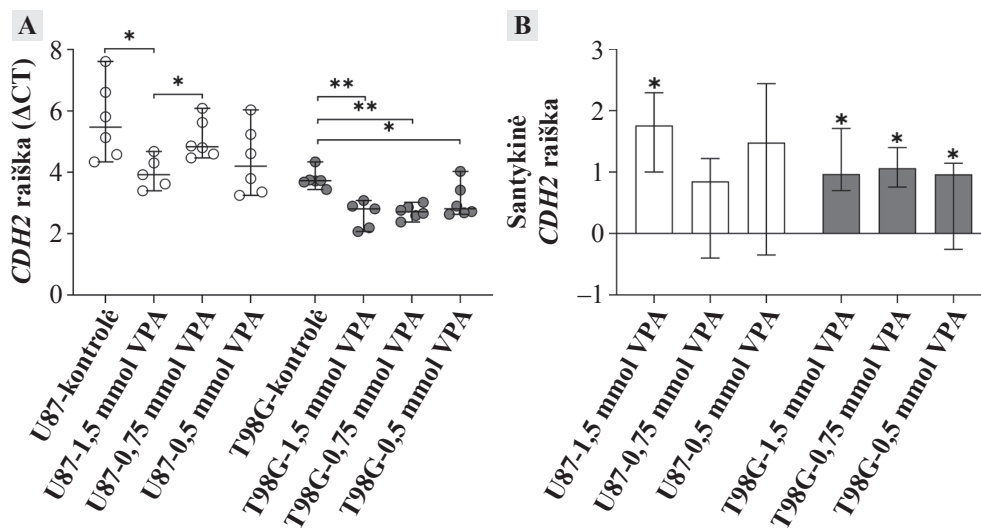 A
CDH2 raiška (ΔCT)
8
6
4
2
0
*
*
**
**
*
U87-kontrolė
U87-1,5 mmol VPA
U87-0,75 mmol VPA
U87-0,5 mmol VPA
T98G-kontrolė
T98G-1,5 mmol VPA
T98G-0,75 mmol VPA
T98G-0,5 mmol VPA
B
Santykinė
CDH2 raiška
3
2
1
0
–1
*
*
*
*
U87-1,5 mmol VPA
U87-0,75 mmol VPA
U87-0,5 mmol VPA
T98G-1,5 mmol VPA
T98G-0,75 mmol VPA
T98G-0,5 mmol VPA